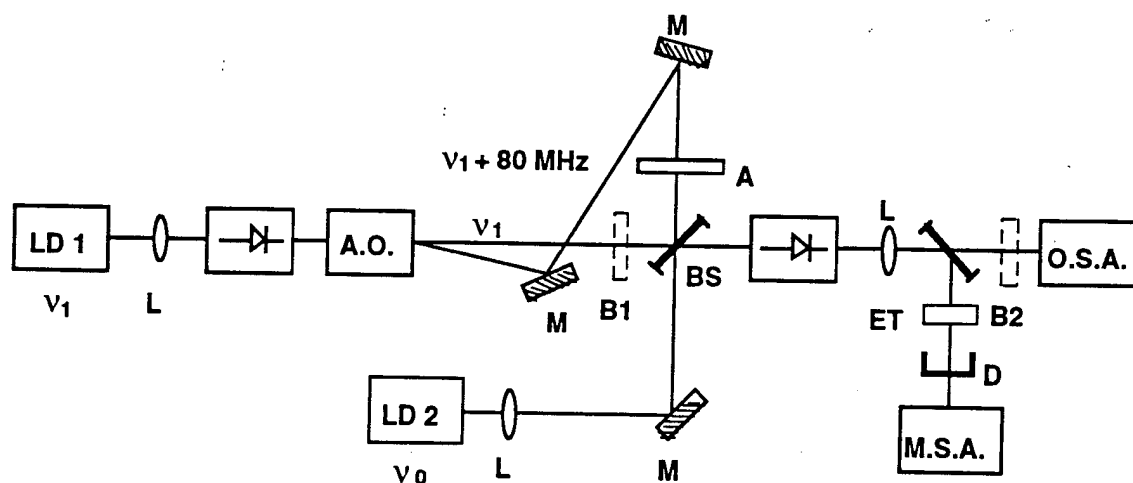 M
ν1 + 80 MHz
A
LD 1
A.O.
ν1
L
BS
O.S.A.
ν1
L
M
B1
ET
B2
D
LD 2
M.S.A.
ν0
L
M